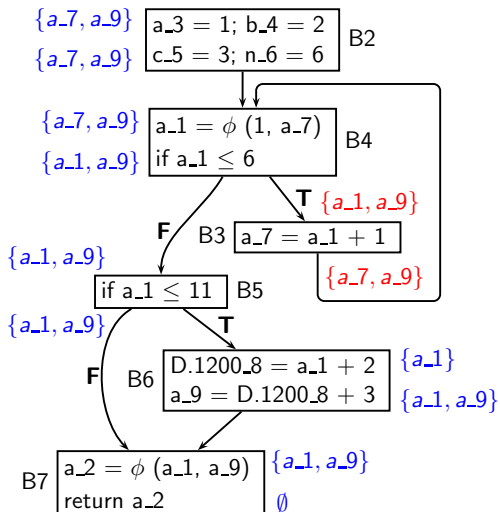 {a_7, a_9}
a_3 = 1; b_4 = 2
B2
{a_7, a_9}
c_5 = 3; n_6 = 6
{a_7, a_9}
a_1 = ϕ (1, a_7)
B4
{a_1, a_9}
if a_1 ≤ 6
T
{a_1, a_9}
F
B3
a_7 = a_1 + 1
{a_1, a_9}
{a_7, a_9}
if a_1 ≤ 11
B5
{a_1, a_9}
T
F
B6
D.1200_8 = a_1 + 2
{a_1}
a_9 = D.1200_8 + 3
{a_1, a_9}
B7
a_2 = ϕ (a_1, a_9)
{a_1, a_9}
return a_2
∅